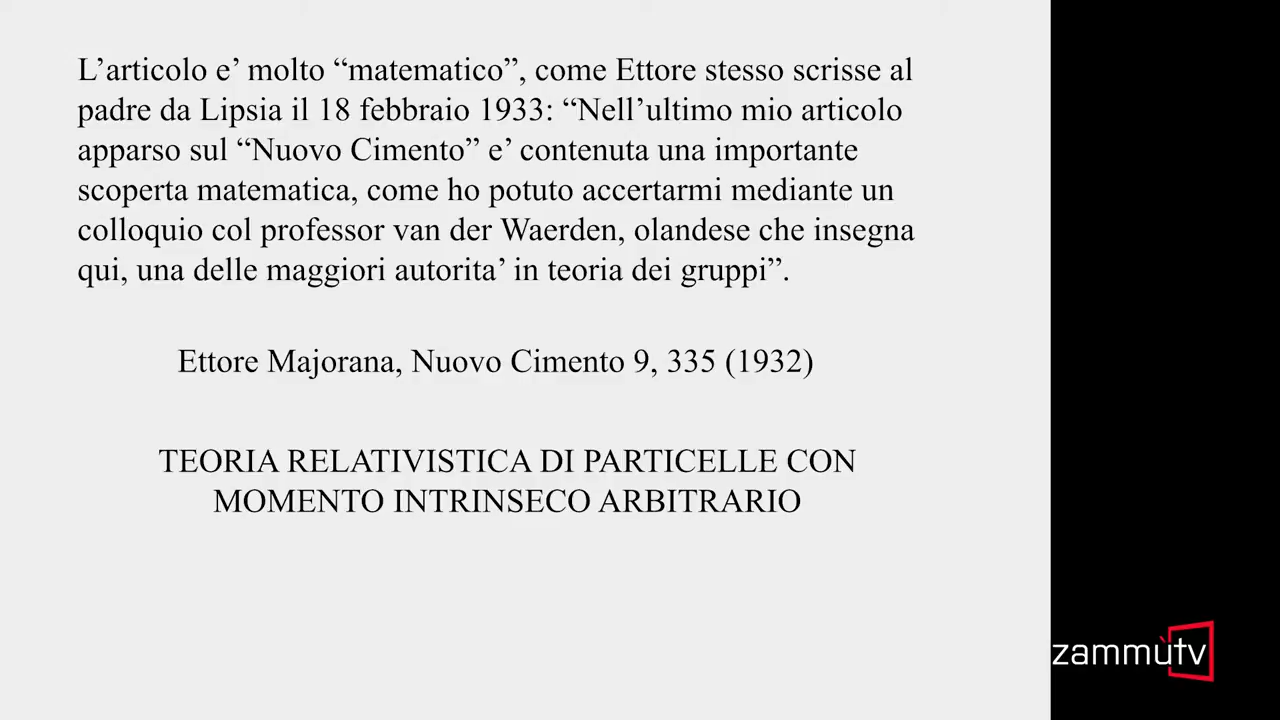 L’articolo e’ molto “matematico”, come Ettore stesso scrisse al
padre da Lipsia il 18 febbraio 1933: “Nell’ultimo mio articolo
apparso sul “Nuovo Cimento” e’ contenuta una importante
scoperta matematica, come ho potuto accertarmi mediante un
colloquio col professor van der Waerden, olandese che insegna
qui, una delle maggiori autorita’ in teoria dei gruppi”.
Ettore Majorana, Nuovo Cimento 9, 335 (1932)
TEORIA RELATIVISTICA DI PARTICELLE CON
MOMENTO INTRINSECO ARBITRARIO
zammùtv